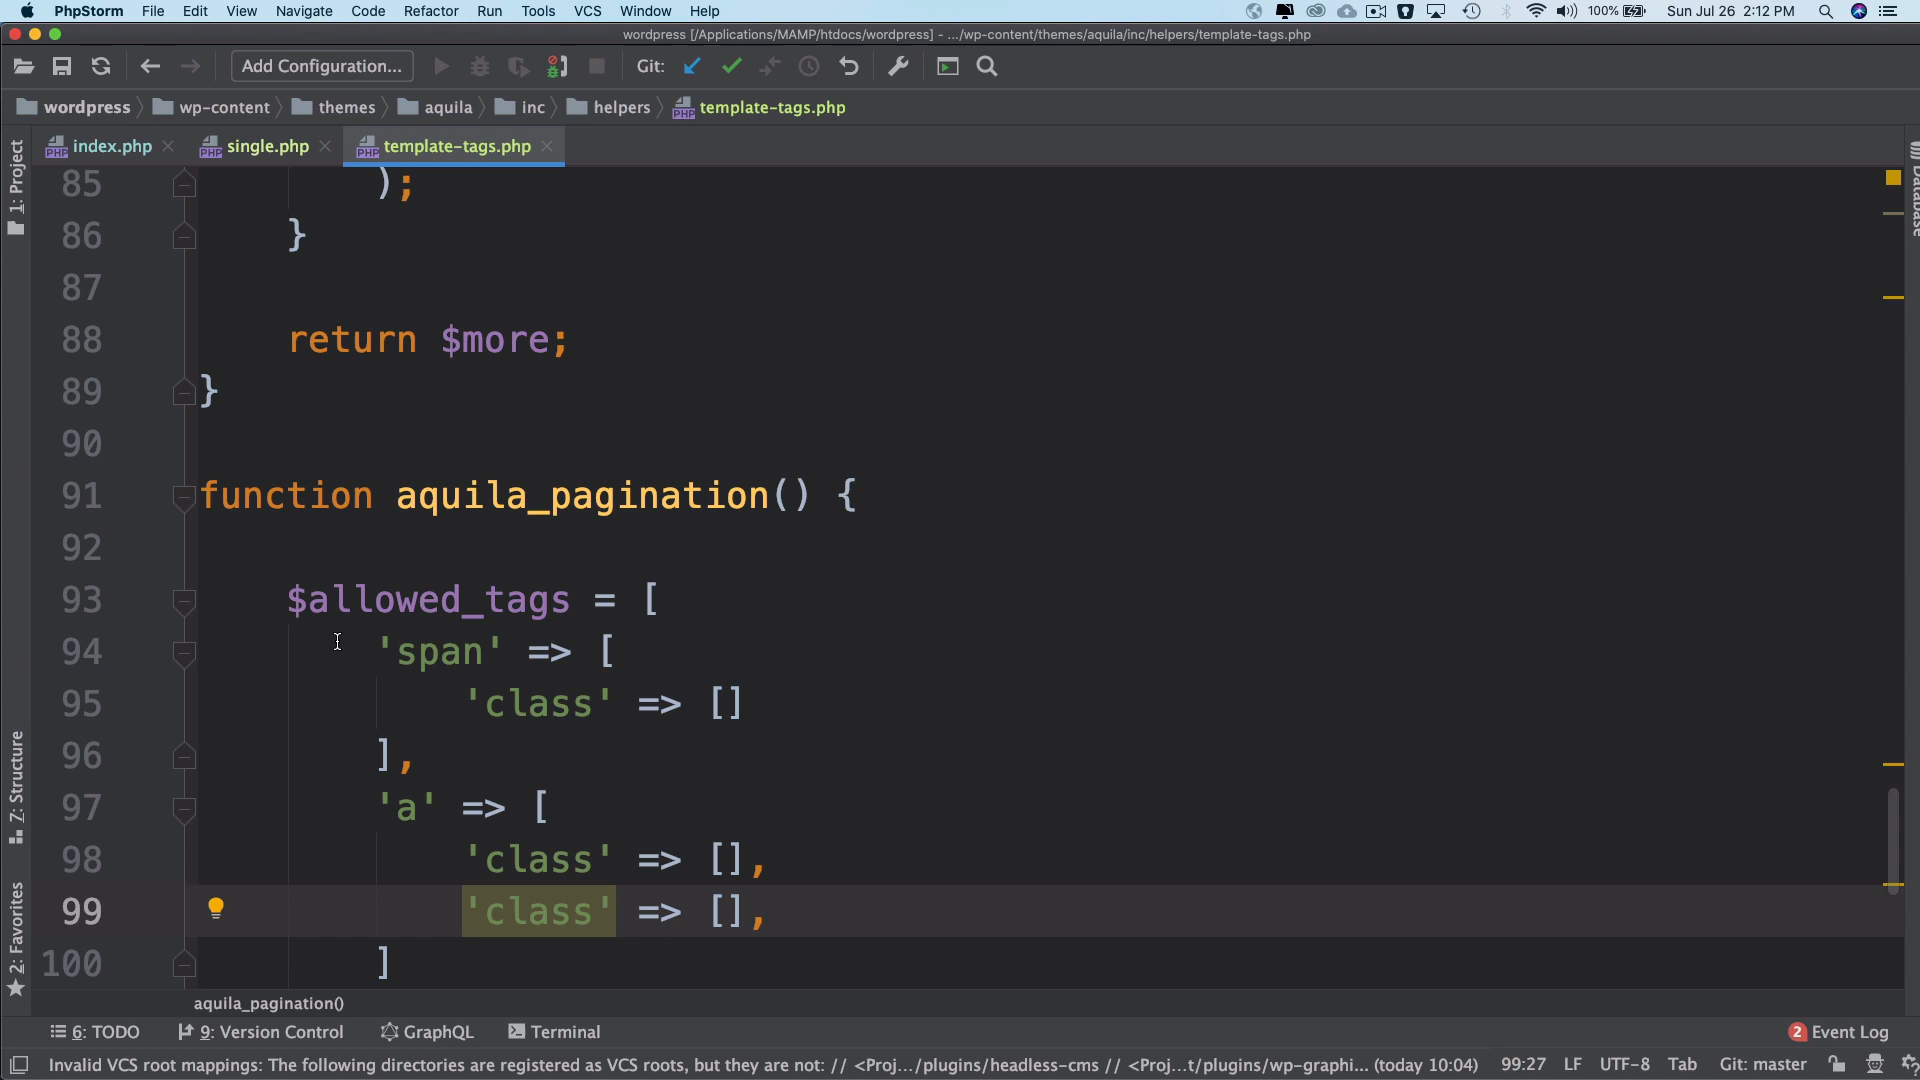 PhpStorm File Edit View Navigate Code Refactor Run Tools VCS Window Help 100% Sun Jul 26 2:12 PM
wordpress [/Applications/MAMP/htdocs/wordpress] - .../wp-content/themes/aquila/inc/helpers/template-tags.php
Add Configuration... Git:
wordpress wp-content themes aquila inc helpers template-tags.php
index.php single.php template-tags.php
1: Project
Database
85 );
86 }
87
88 return $more;
89 }
90
91 function aquila_pagination() {
92
93 $allowed_tags = [
94 'span' => [
95 'class' => []
96 ],
97 'a' => [
98 'class' => [],
99 'class' => [],
100 ]
Z: Structure
2: Favorites
aquila_pagination()
6: TODO 9: Version Control GraphQL Terminal 2 Event Log
Invalid VCS root mappings: The following directories are registered as VCS roots, but they are not: // <Proj.../plugins/headless-cms // <Proj...t/plugins/wp-graphi... (today 10:04) 99:27 LF UTF-8 Tab Git: master